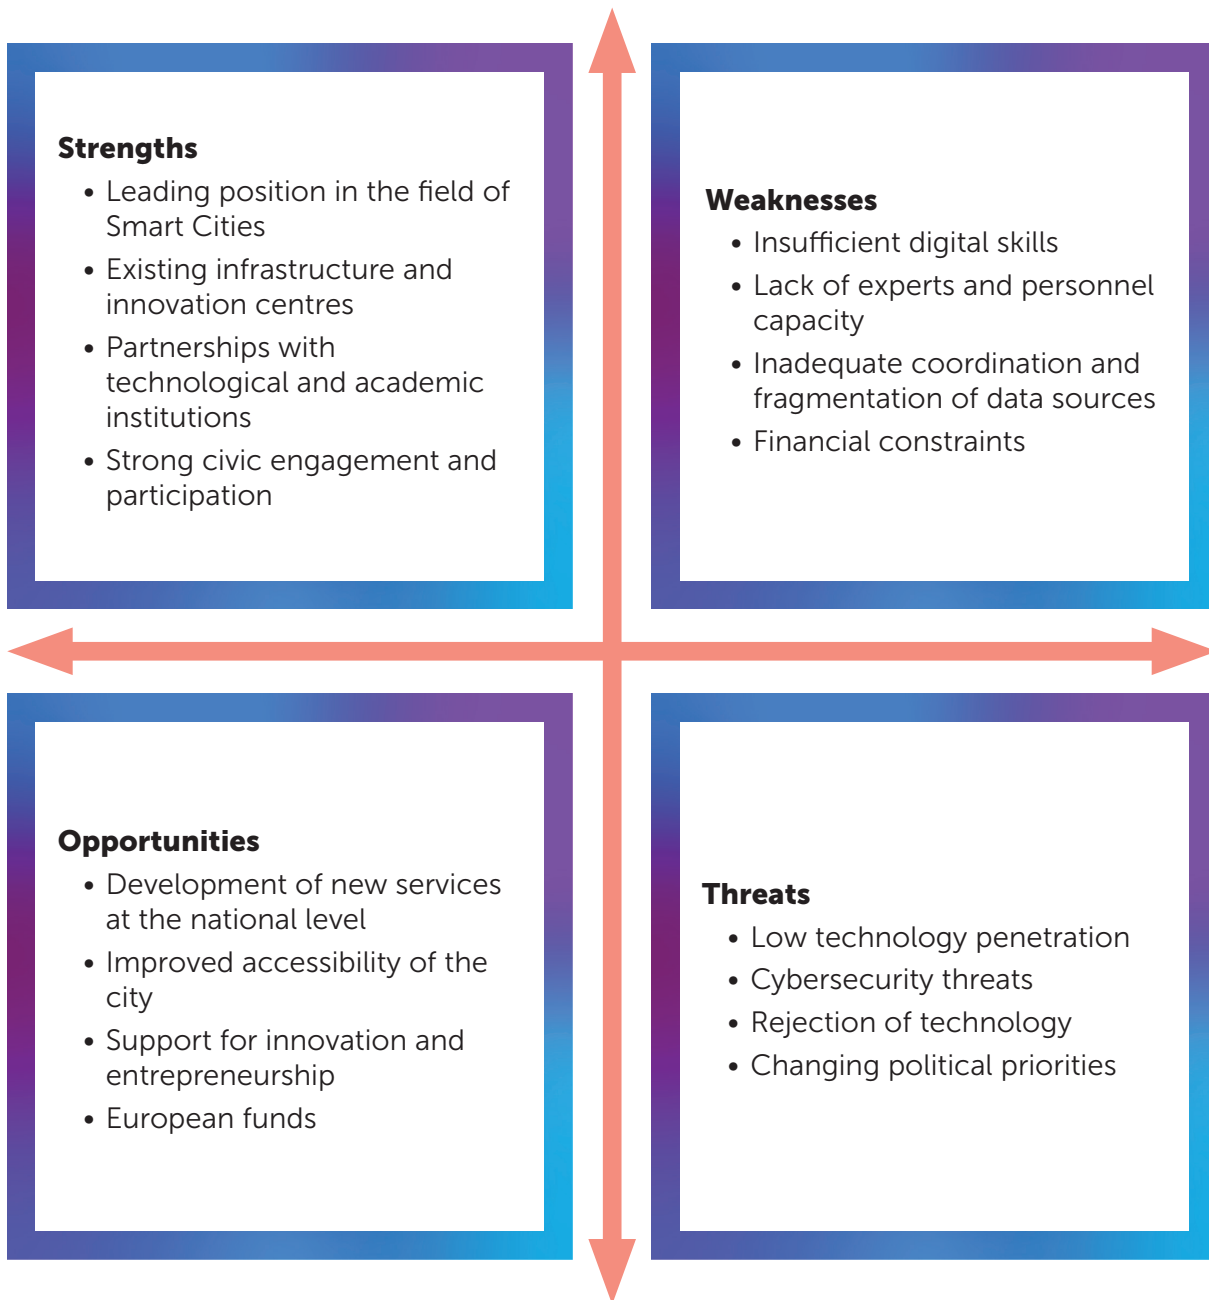 Strengths
• Leading position in the field of
Smart Cities
• Existing infrastructure and
innovation centres
• Partnerships with
technological and academic
institutions
• Strong civic engagement and
participation
Weaknesses
• Insufficient digital skills
• Lack of experts and personnel
capacity
• Inadequate coordination and
fragmentation of data sources
• Financial constraints
Opportunities
• Development of new services
at the national level
• Improved accessibility of the
city
• Support for innovation and
entrepreneurship
• European funds
Threats
• Low technology penetration
• Cybersecurity threats
• Rejection of technology
• Changing political priorities